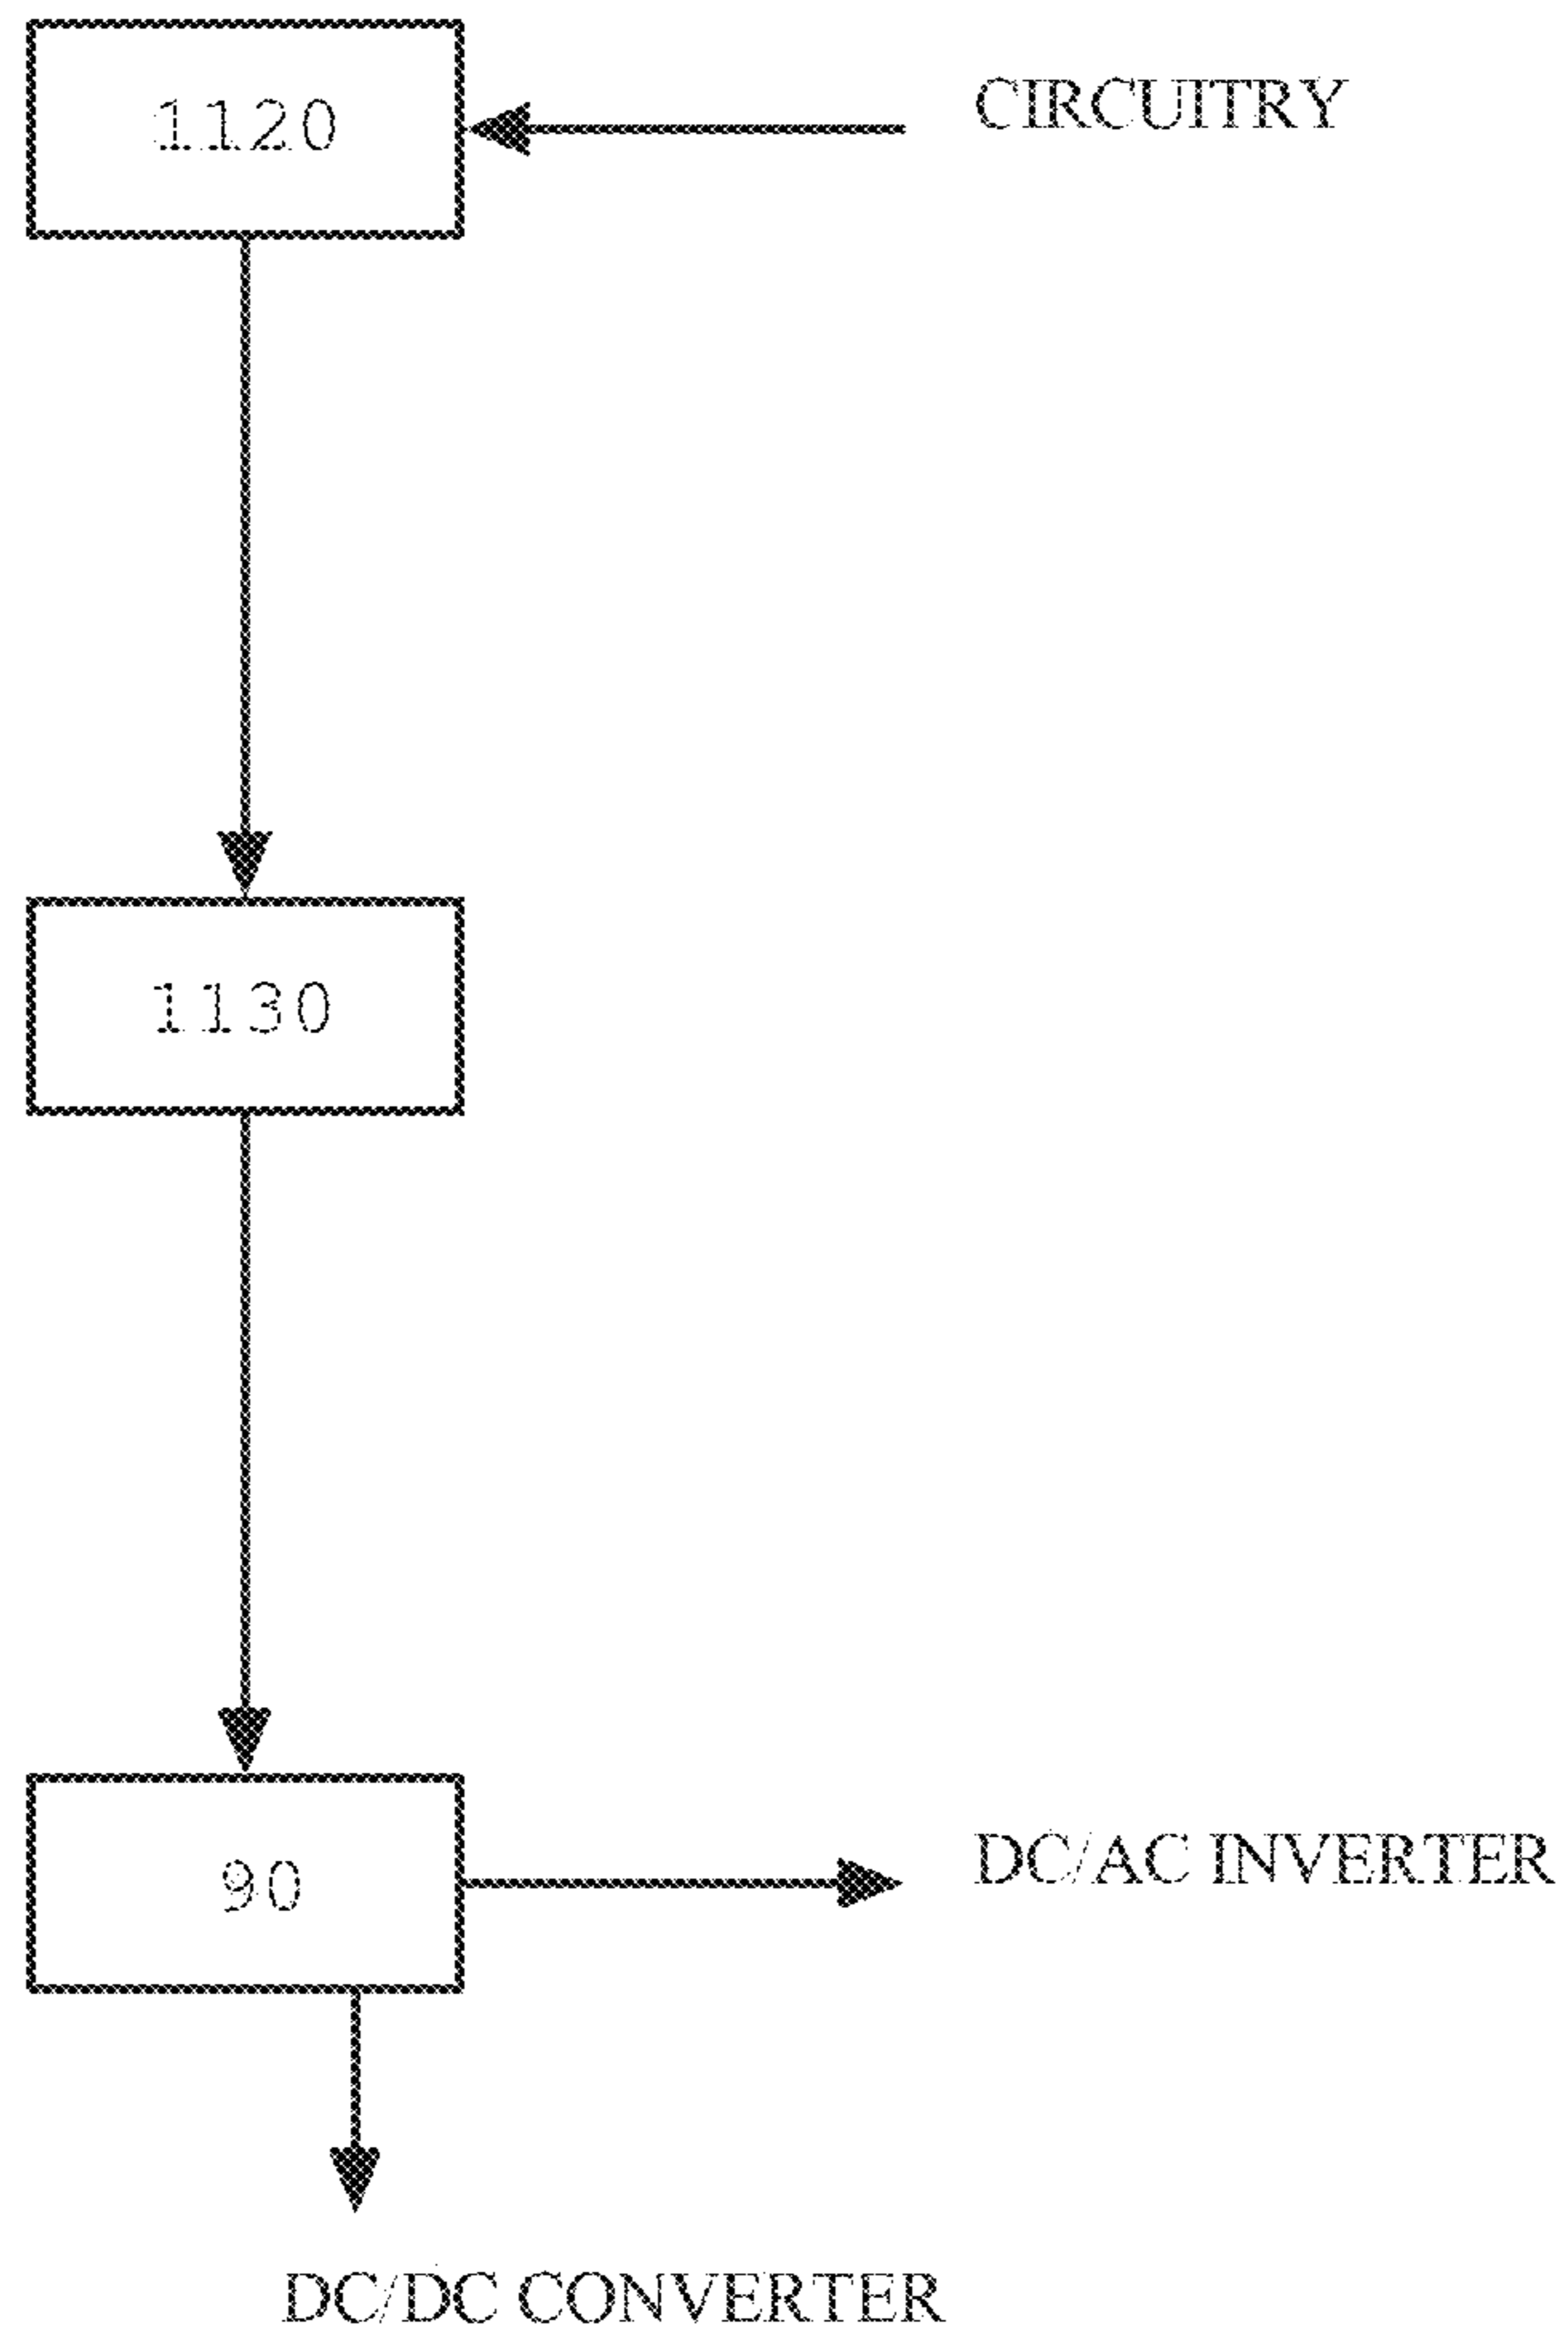 1120
CIRCUITRY
1130
90
DC/AC INVERTER
DC/DC CONVERTER